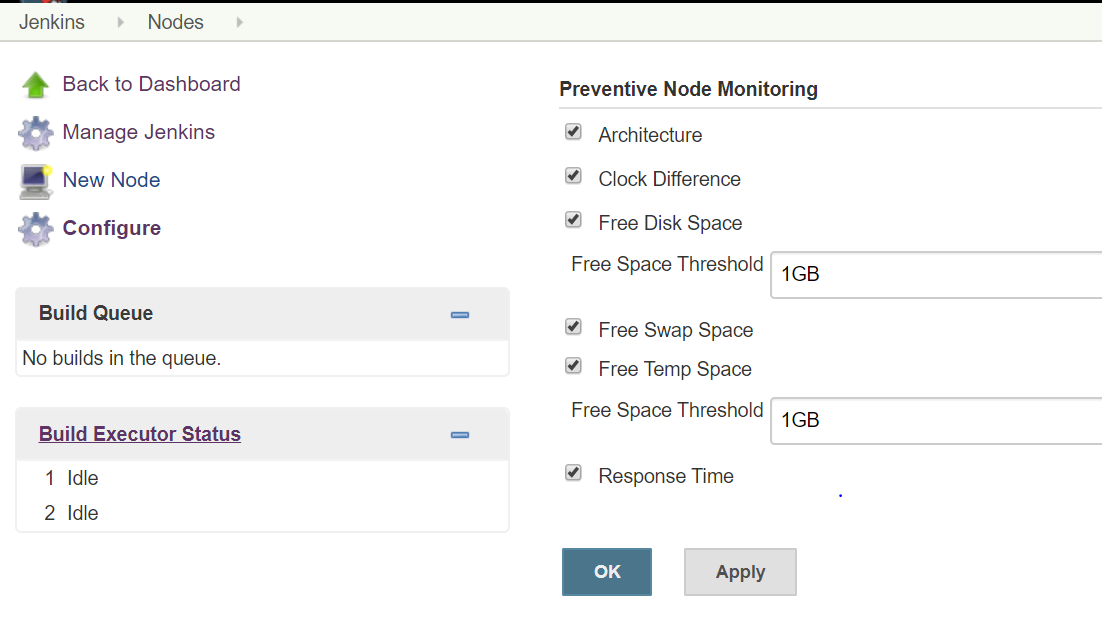 Jenkins Nodes
Back to Dashboard
Manage Jenkins
New Node
Configure
Build Queue
No builds in the queue.
Build Executor Status
1 Idle
2 Idle
Preventive Node Monitoring
Architecture
Clock Difference
Free Disk Space
Free Space Threshold 1GB
Free Swap Space
Free Temp Space
Free Space Threshold 1GB
Response Time
OK Apply